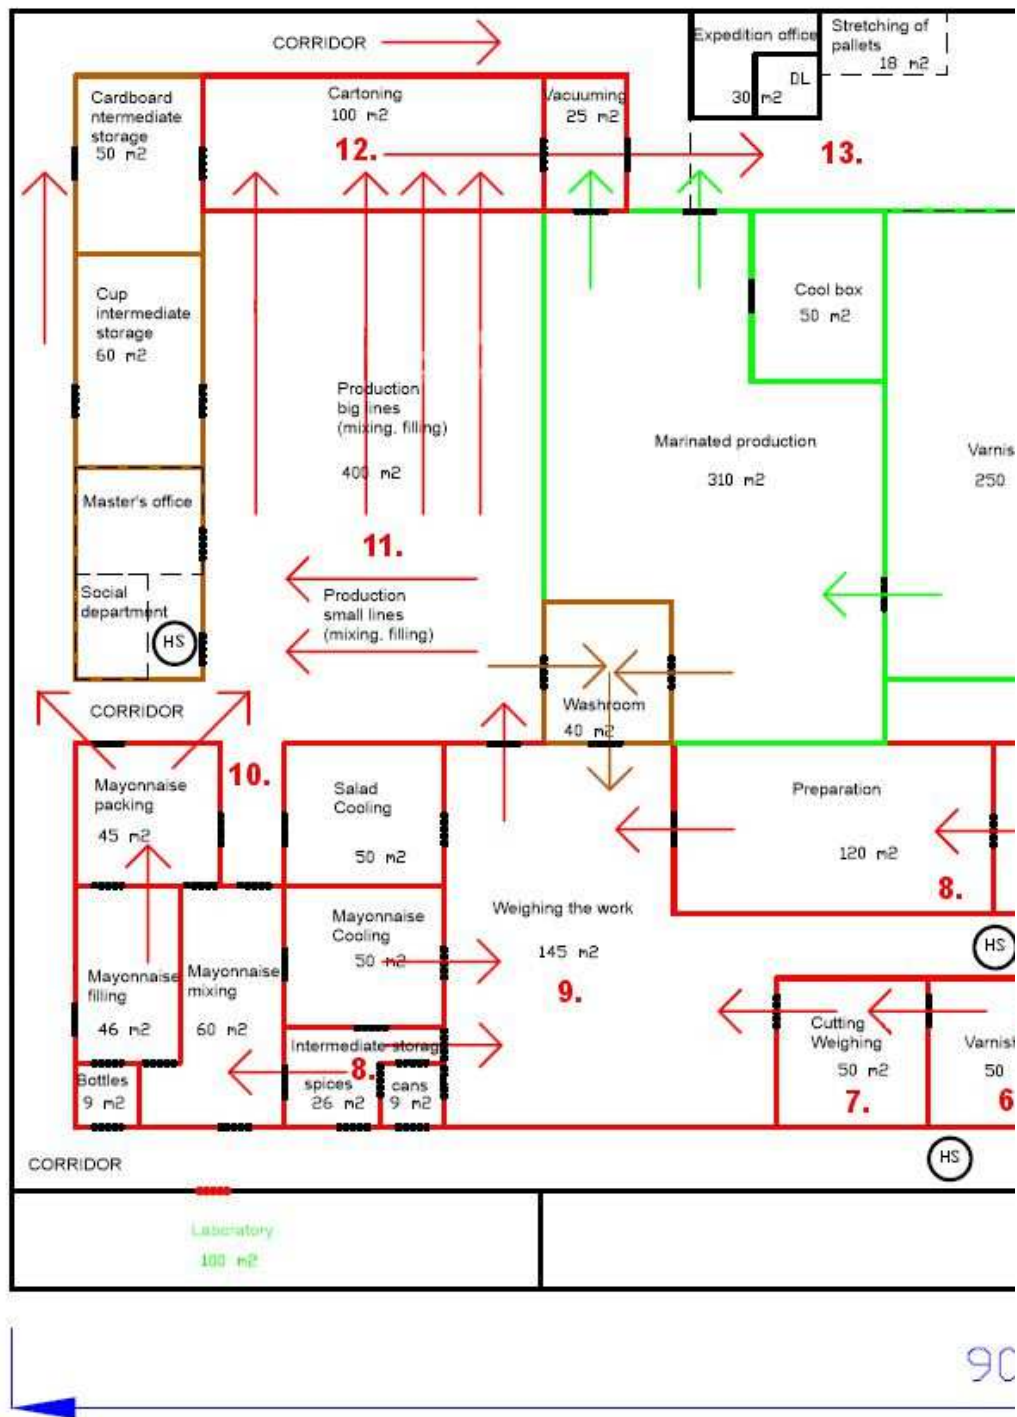 CORRIDOR
Expedition office
30 m2
DL
Stretching of
pallets
18 m2
Cardboard
ntermediate
storage
50 m2
Cartoning
100 m2
12.
Vacuuming
25 m2
13.
Cup
intermediate
storage
60 m2
Cool box
50 m2
Production
big lines
(mixing, filling)
400 m2
Marinated production
310 m2
Varnis
250
Master's office
11.
Social
department
HS
Production
small lines
(mixing, filling)
Washroom
40 m2
CORRIDOR
Mayonnaise
packing
45 m2
10.
Salad
Cooling
50 m2
Preparation
120 m2
8.
Mayonnaise
Cooling
50 m2
Weighing the work
145 m2
9.
HS
Mayonnaise
filling
46 m2
Mayonnaise
mixing
60 m2
Intermediate storag
8.
spices
26 m2
cans
9 m2
Bottles
9 m2
Cutting
Weighing
50 m2
7.
Varnish
50
6
CORRIDOR
HS
Laboratory
100 m2
90